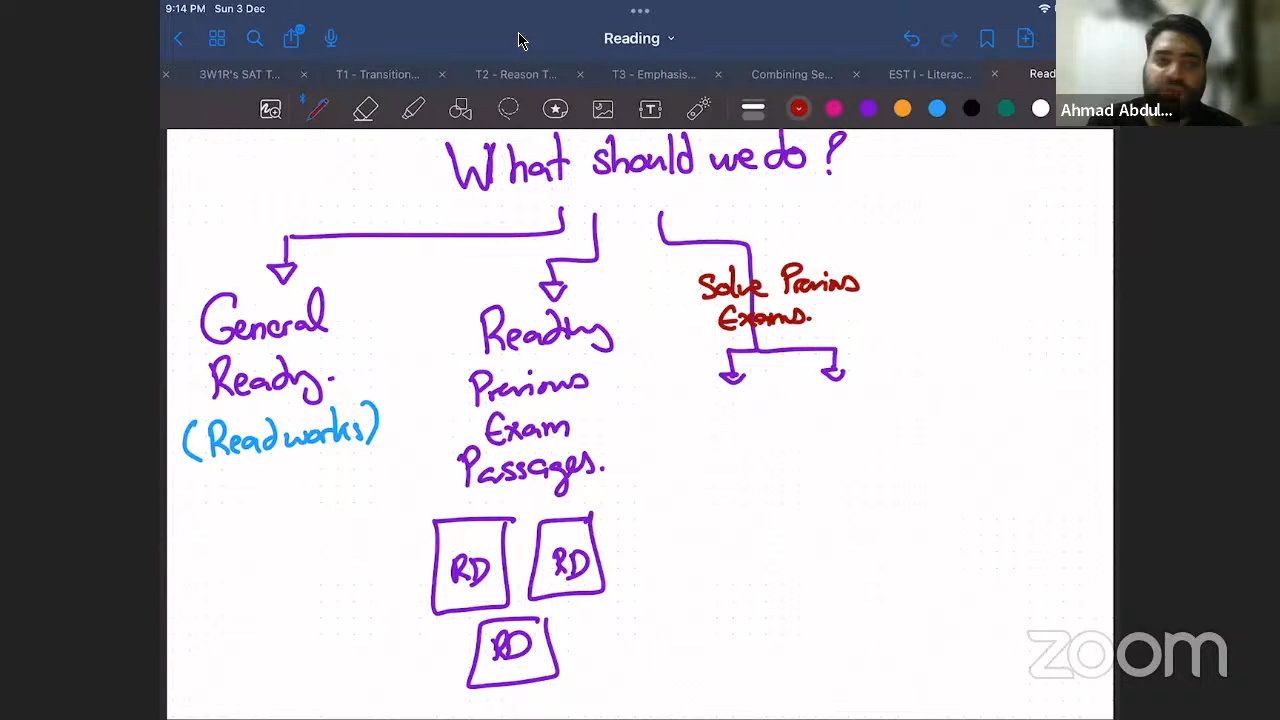 9:14 PM Sun 3 Dec
Reading
3W1R's SAT T...
T1 - Transition...
T2 - Reason T...
T3 - Emphasis...
Combining Se...
EST I - Literac...
Read
Ahmad Abdul...
What should we do?
General
Ready.
(Readworks)
Reading
Previous
Exam
Passages.
Solve Previous
Exams.
RD
RD
RD
zoom